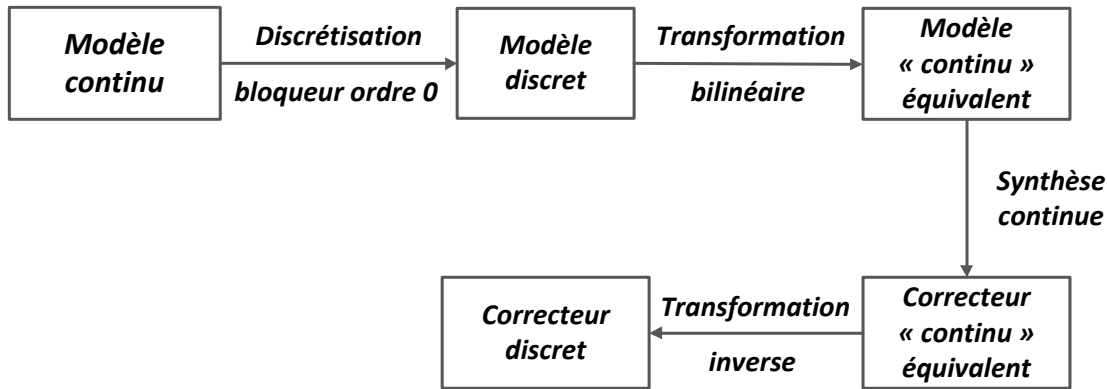 Modèle
continu
Discrétisation
bloqueur ordre 0
Modèle
discret
Transformation
bilinéaire
Modèle
« continu »
équivalent
Synthèse
continue
Correcteur
« continu »
équivalent
Transformation
inverse
Correcteur
discret